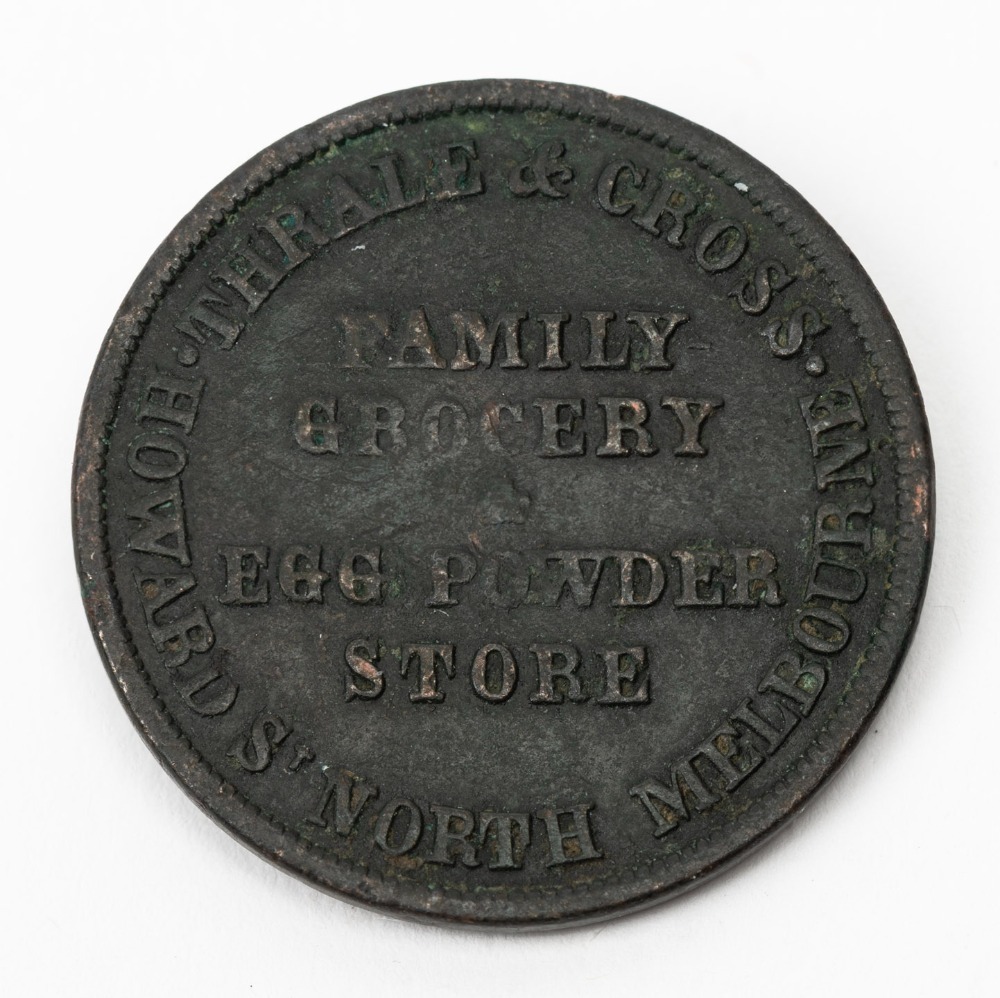 · THRALE & CROSS ·
FAMILY
GROCERY
&
EGG POWDER
STORE
HOWARD ST NORTH MELBOURNE